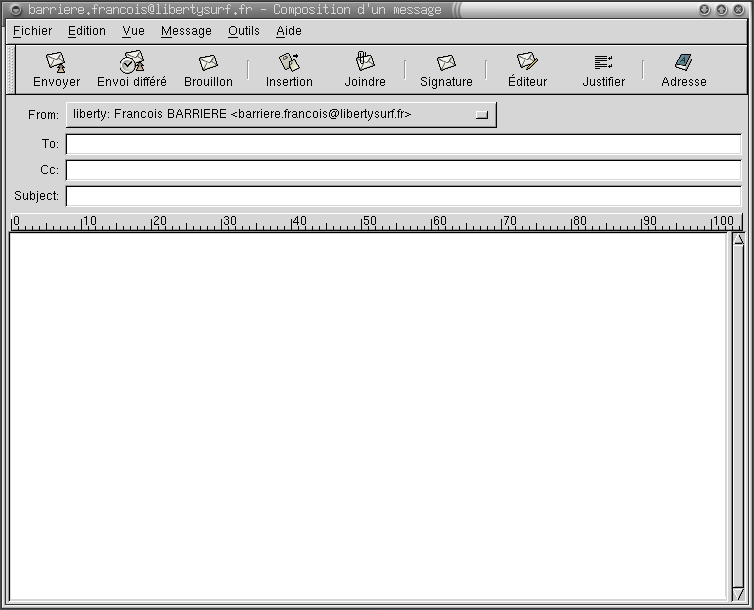 barriere.francois@libertysurf.fr - Composition d'un message
Fichier Edition Vue Message Outils Aide
Envoyer Envoi différé Brouillon Insertion Joindre Signature Éditeur Justifier Adresse
From: liberty: Francois BARRIERE <barriere.francois@libertysurf.fr>
To:
Cc:
Subject:
0 10 20 30 40 50 60 70 80 90 100